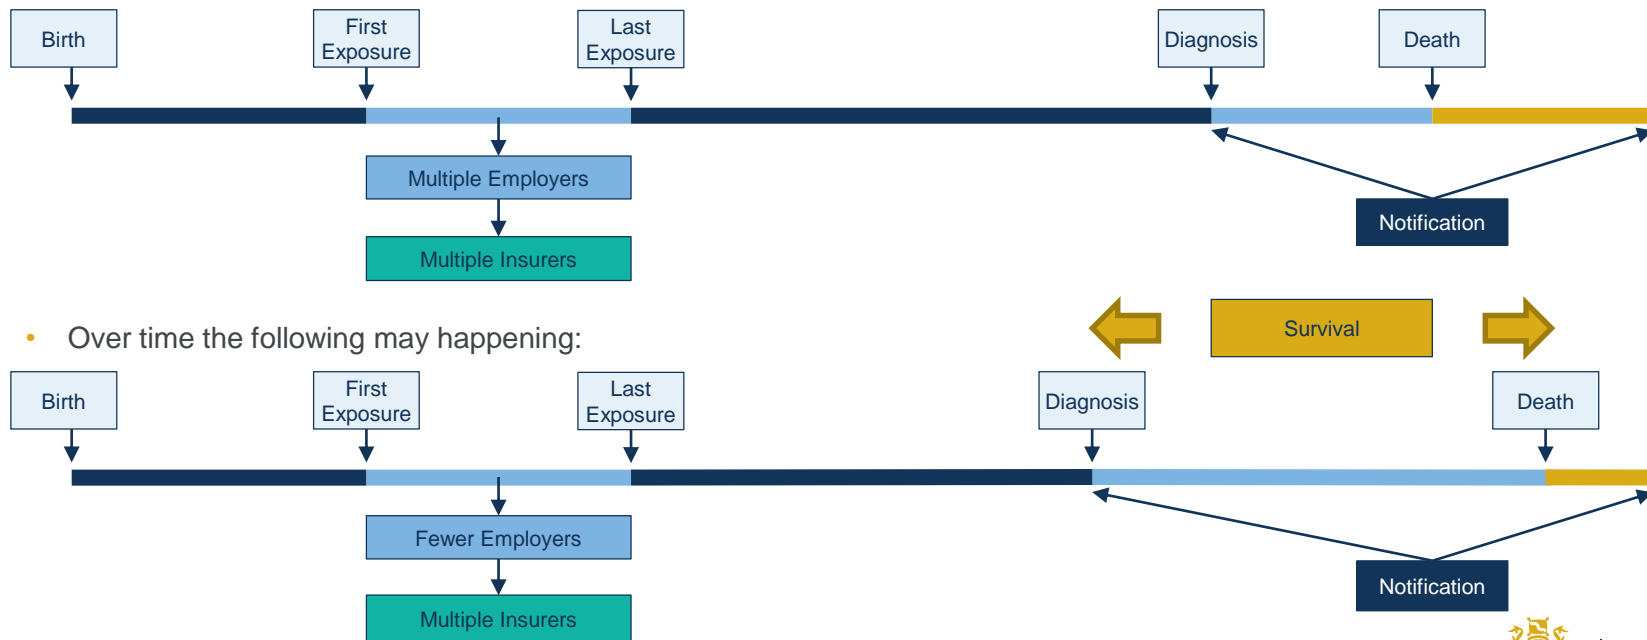 Birth
First
Exposure
Last
Exposure
Diagnosis
Death
Multiple Employers
Multiple Insurers
Notification
Survival
• Over time the following may happening:
Birth
First
Exposure
Last
Exposure
Diagnosis
Death
Fewer Employers
Multiple Insurers
Notification